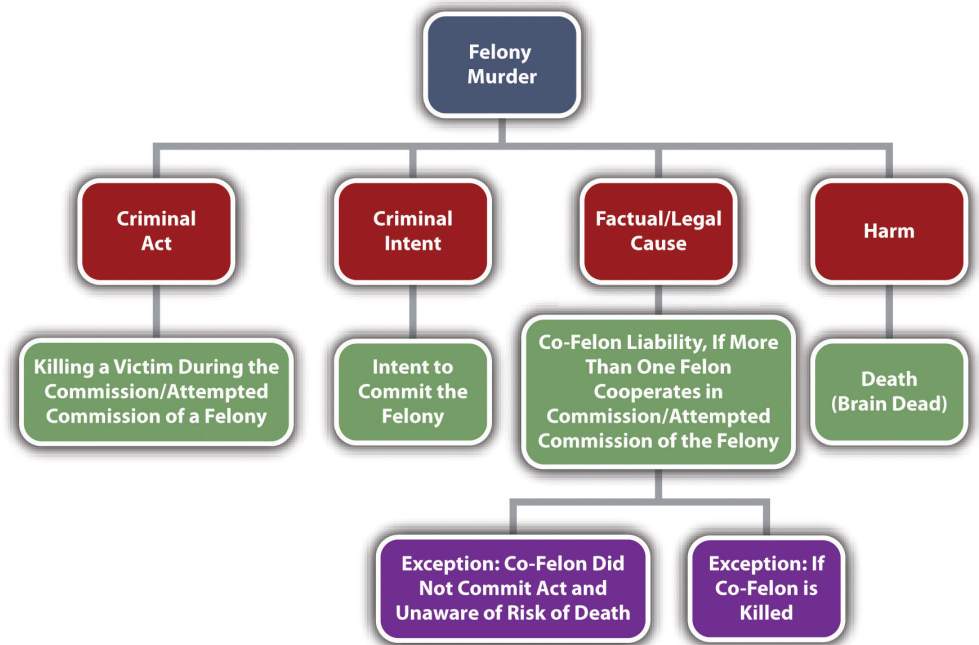 Felony
Murder
Criminal
Act
Criminal
Intent
Factual/Legal
Cause
Harm
Killing a Victim During the
Commission/Attempted
Commission of a Felony
Intent to
Commit the
Felony
Co-Felon Liability, If More
Than One Felon
Cooperates in
Commission/Attempted
Commission of the Felony
Death
(Brain Dead)
Exception: Co-Felon Did
Not Commit Act and
Unaware of Risk of Death
Exception: If
Co-Felon is
Killed